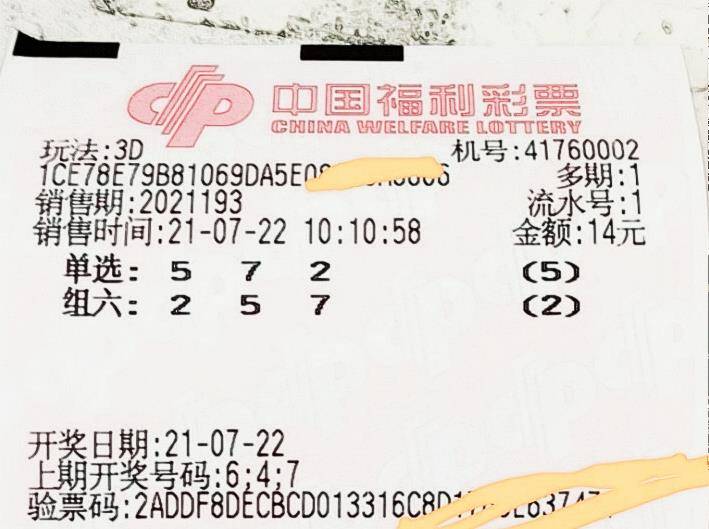 中国福利彩票
CHINA WELFARE LOTTERY
玩法:3D 机号:41760002
1CE78E79B81069DA5E 多期:1
销售期:2021193 流水号:1
销售时间:21-07-22 10:10:58 金额:14元
单选: 5 7 2 (5)
组六: 2 5 7 (2)
开奖日期:21-07-22
上期开奖号码:6;4;7
验票码:2ADDF8DECBCD013316C8D1